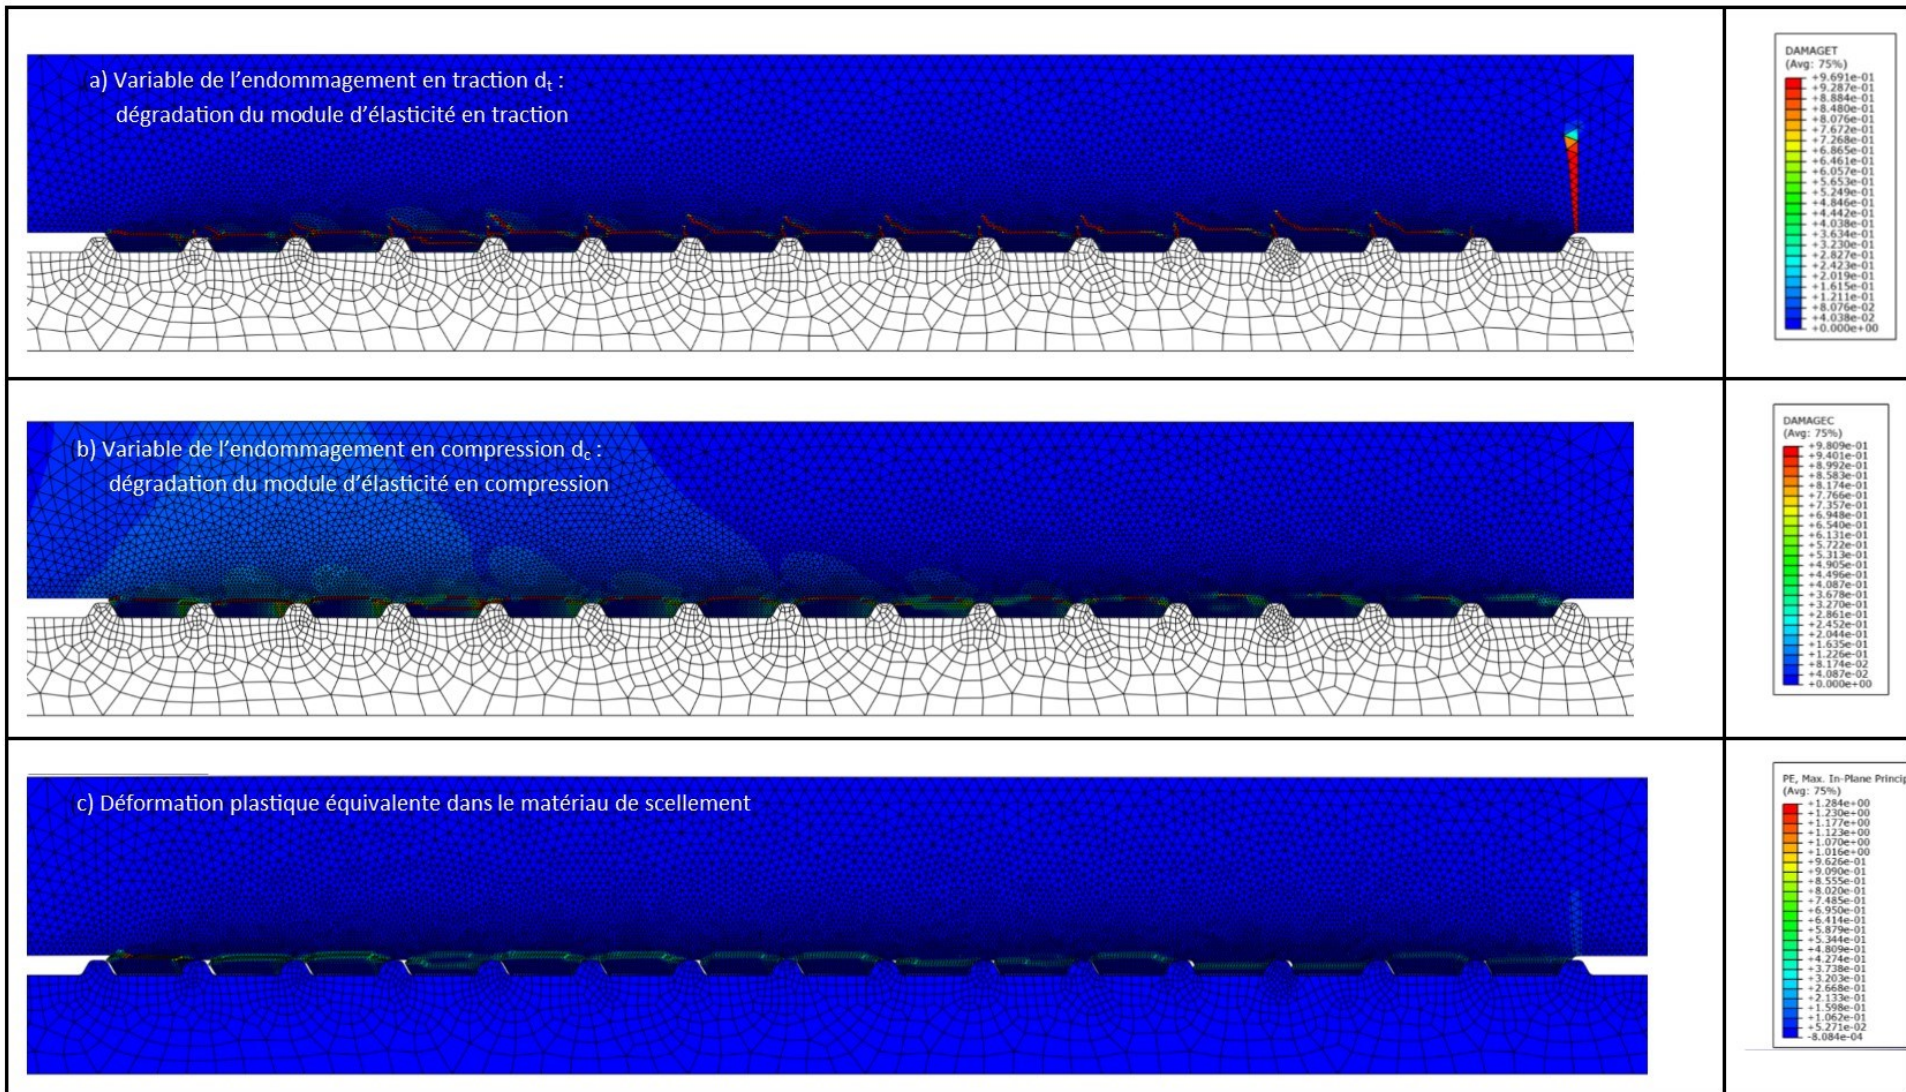 a) Variable de l'endommagement en traction dt :
dégradation du module d'élasticité en traction
DAMAGET
(Avg: 75%)
+9.691e-01
+9.287e-01
+8.884e-01
+8.480e-01
+8.076e-01
+7.672e-01
+7.268e-01
+6.865e-01
+6.461e-01
+6.057e-01
+5.653e-01
+5.249e-01
+4.846e-01
+4.442e-01
+4.038e-01
+3.634e-01
+3.230e-01
+2.827e-01
+2.423e-01
+2.019e-01
+1.615e-01
+1.211e-01
+8.076e-02
+4.038e-02
+0.000e+00
b) Variable de l'endommagement en compression dc :
dégradation du module d'élasticité en compression
DAMAGEC
(Avg: 75%)
+9.809e-01
+9.401e-01
+8.992e-01
+8.583e-01
+8.174e-01
+7.766e-01
+7.357e-01
+6.948e-01
+6.540e-01
+6.131e-01
+5.722e-01
+5.313e-01
+4.905e-01
+4.496e-01
+4.087e-01
+3.678e-01
+3.270e-01
+2.861e-01
+2.452e-01
+2.044e-01
+1.635e-01
+1.226e-01
+8.174e-02
+4.087e-02
+0.000e+00
c) Déformation plastique équivalente dans le matériau de scellement
PE, Max. In-Plane Princip
(Avg: 75%)
+1.284e+00
+1.230e+00
+1.177e+00
+1.123e+00
+1.070e+00
+1.016e+00
+9.626e-01
+9.090e-01
+8.555e-01
+8.020e-01
+7.485e-01
+6.950e-01
+6.414e-01
+5.879e-01
+5.344e-01
+4.809e-01
+4.274e-01
+3.738e-01
+3.203e-01
+2.668e-01
+2.133e-01
+1.598e-01
+1.062e-01
+5.271e-02
-8.084e-04